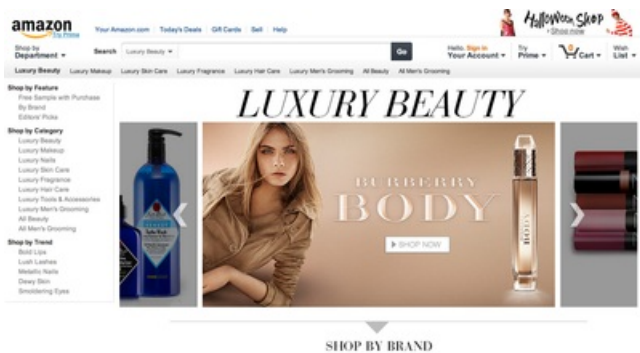 amazon
Try Prime
Your Amazon.com Today's Deals Gift Cards Sell Help
Halloween Shop
Shop now
Shop by
Department
Search
Luxury Beauty
Go
Hello. Sign in
Your Account
Try
Prime
0
Cart
Wish
List
Luxury Beauty Luxury Makeup Luxury Skin Care Luxury Fragrance Luxury Hair Care Luxury Men's Grooming All Beauty All Men's Grooming
Shop by Feature
Free Sample with Purchase
By Brand
Editors' Picks
Shop by Category
Luxury Beauty
Luxury Makeup
Luxury Nails
Luxury Skin Care
Luxury Fragrance
Luxury Hair Care
Luxury Tools & Accessories
Luxury Men's Grooming
All Beauty
All Men's Grooming
Shop by Trend
Bold Lips
Lush Lashes
Metallic Nails
Dewy Skin
Smoldering Eyes
LUXURY BEAUTY
BURBERRY
BODY
SHOP NOW
SHOP BY BRAND